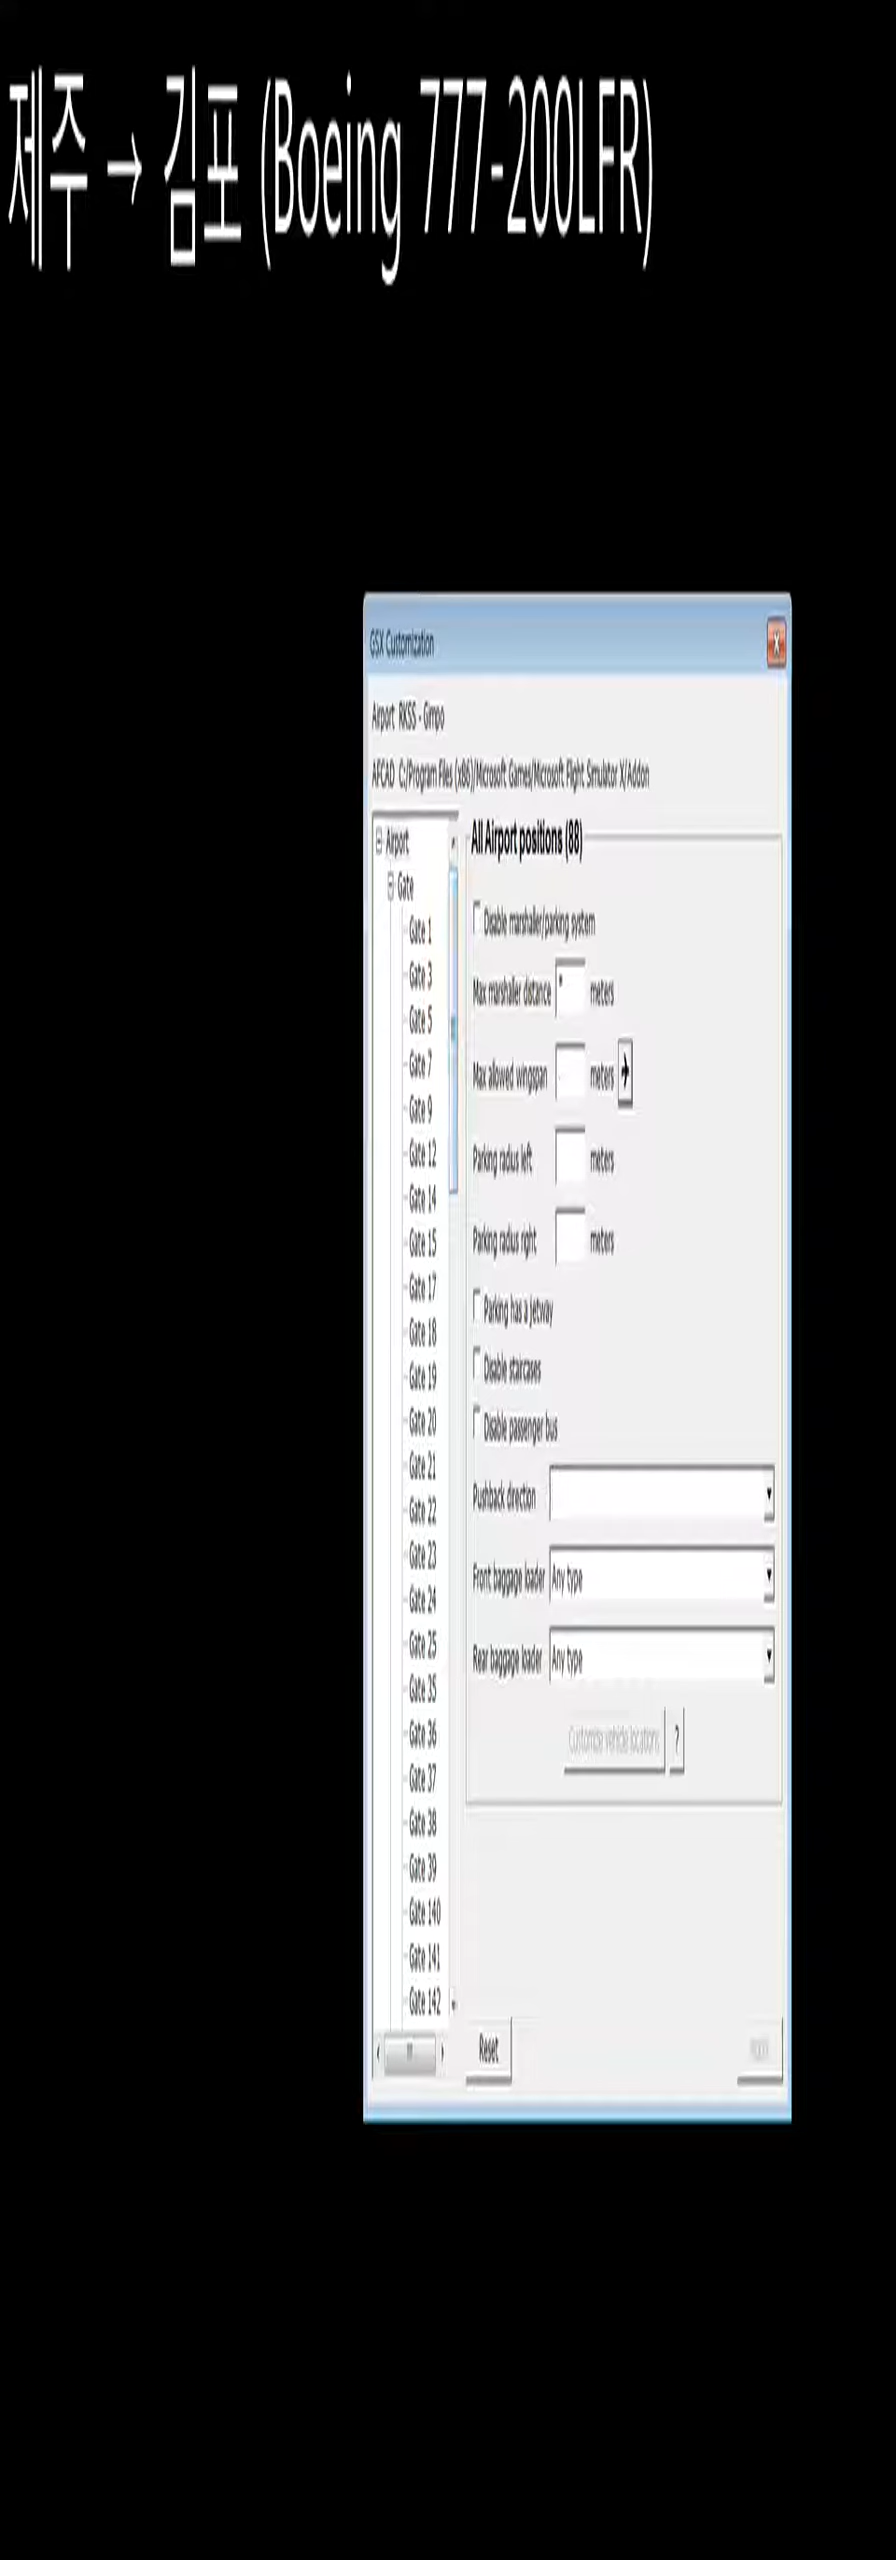 제주 → 김포 (Boeing 777-200LFR)
GSX Customization
Airport RKSS - Gimpo
AFCAD C:/Program Files (x86)/Microsoft Games/Microsoft Flight Simulator X/Addon
Airport
Gate
Gate 1
Gate 3
Gate 5
Gate 7
Gate 9
Gate 12
Gate 14
Gate 15
Gate 17
Gate 18
Gate 19
Gate 20
Gate 21
Gate 22
Gate 23
Gate 24
Gate 25
Gate 35
Gate 36
Gate 37
Gate 38
Gate 39
Gate 140
Gate 141
Gate 142
All Airport positions (88)
Disable marshaller/parking system
Max marshaller distance * meters
Max allowed wingspan meters →
Parking radius left meters
Parking radius right meters
Parking has a Jetway
Disable staircases
Disable passenger bus
Pushback direction
Front baggage loader Any type
Rear baggage loader Any type
Customize vehicle locations ?
Reset